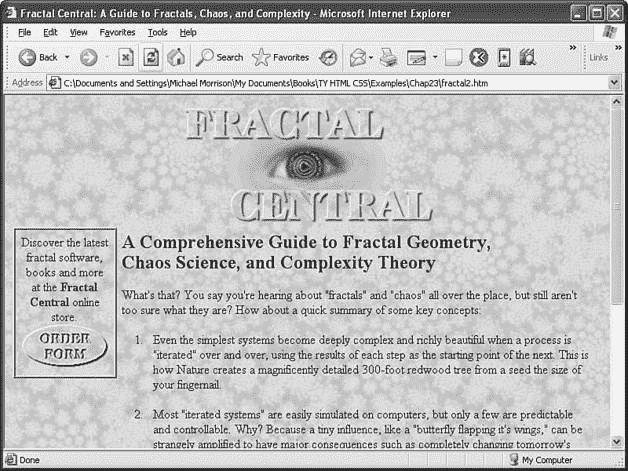 Fractal Central: A Guide to Fractals, Chaos, and Complexity - Microsoft Internet Explorer
File Edit View Favorites Tools Help
Back Search Favorites Links
Address C:\Documents and Settings\Michael Morrison\My Documents\Books\TY HTML CSS\Examples\Chap23\fractal2.htm
FRACTAL
CENTRAL
Discover the latest
fractal software,
books and more
at the Fractal
Central online
store.
ORDER
FORM
A Comprehensive Guide to Fractal Geometry,
Chaos Science, and Complexity Theory
What's that? You say you're hearing about "fractals" and "chaos" all over the place, but still aren't
too sure what they are? How about a quick summary of some key concepts:
1. Even the simplest systems become deeply complex and richly beautiful when a process is
"iterated" over and over, using the results of each step as the starting point of the next. This is
how Nature creates a magnificently detailed 300-foot redwood tree from a seed the size of
your fingernail.
2. Most "iterated systems" are easily simulated on computers, but only a few are predictable
and controllable. Why? Because a tiny influence, like a "butterfly flapping it's wings," can be
strangely amplified to have major consequences such as completely changing tomorrow's
Done My Computer